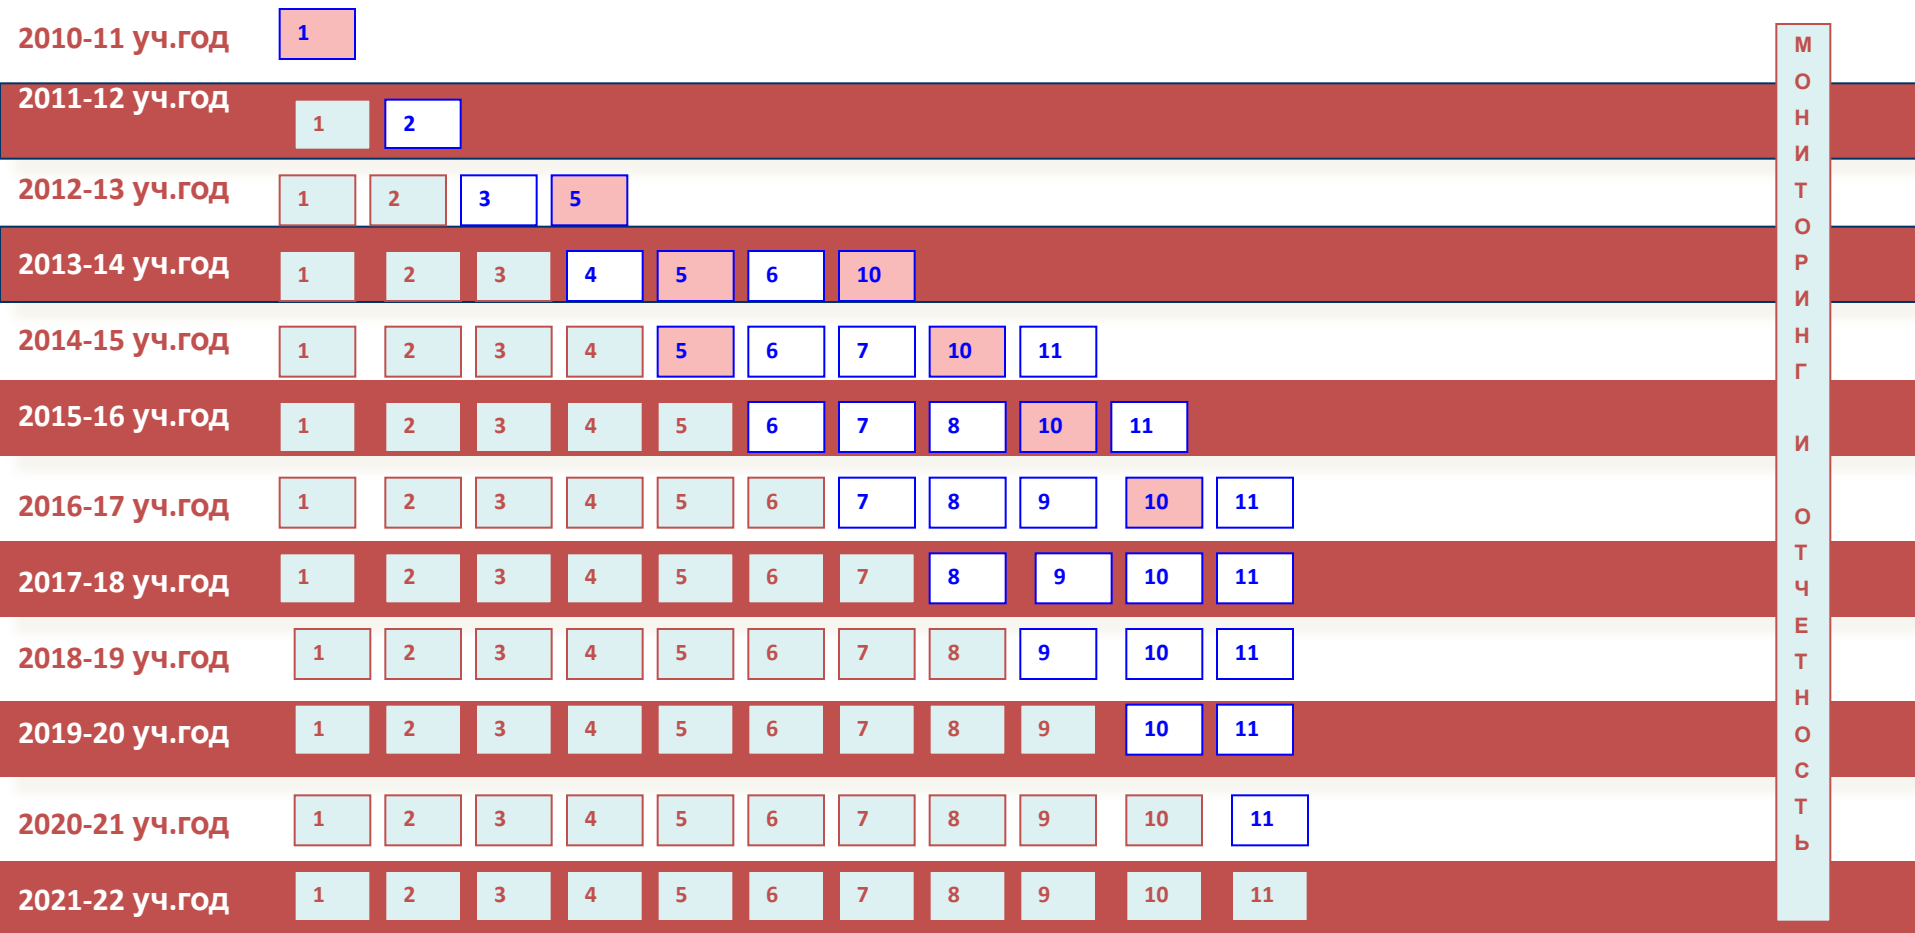 2010-11 уч.год 1
2011-12 уч.год 1 2
2012-13 уч.год 1 2 3 5
2013-14 уч.год 1 2 3 4 5 6 10
2014-15 уч.год 1 2 3 4 5 6 7 10 11
2015-16 уч.год 1 2 3 4 5 6 7 8 10 11
2016-17 уч.год 1 2 3 4 5 6 7 8 9 10 11
2017-18 уч.год 1 2 3 4 5 6 7 8 9 10 11
2018-19 уч.год 1 2 3 4 5 6 7 8 9 10 11
2019-20 уч.год 1 2 3 4 5 6 7 8 9 10 11
2020-21 уч.год 1 2 3 4 5 6 7 8 9 10 11
2021-22 уч.год 1 2 3 4 5 6 7 8 9 10 11
МОНИТОРИНГ И ОТЧЕТНОСТЬ